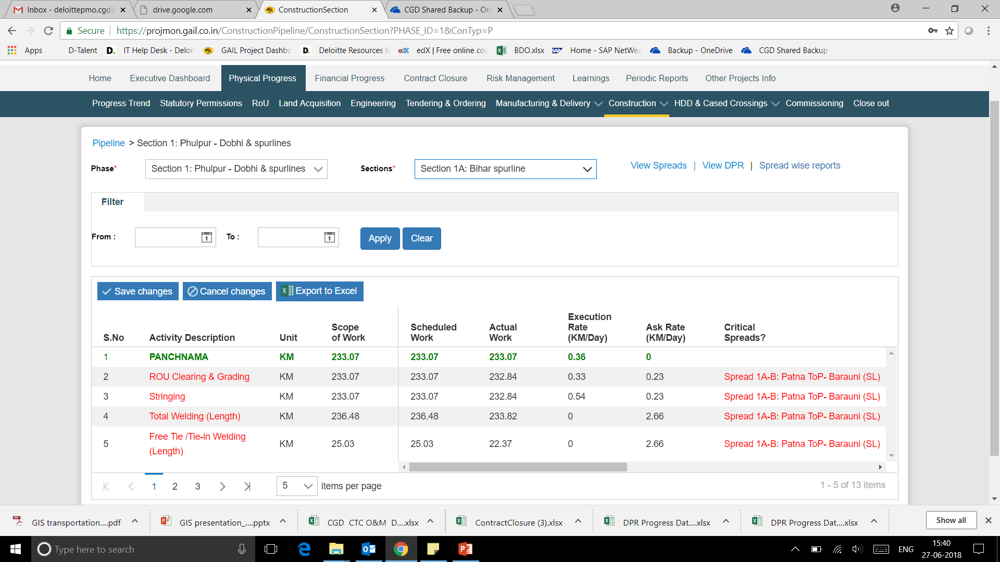 Inbox - deloittepmo.cgd@
drive.google.com
ConstructionSection
CGD Shared Backup - On
Secure
https://projmon.gail.co.in/ConstructionPipeline/ConstructionSection?PHASE_ID=1&ConTyp=P
Apps
D-Talent
D. IT Help Desk - Deloit
GAIL Project Dashbo
D. Deloitte Resources I
edX edX | Free online cou
BDO.xlsx
SAP Home - SAP NetWea
Backup - OneDrive
CGD Shared Backup
Home Executive Dashboard Physical Progress Financial Progress Contract Closure Risk Management Learnings Periodic Reports Other Projects Info
Progress Trend Statutory Permissions RoU Land Acquisition Engineering Tendering & Ordering Manufacturing & Delivery Construction HDD & Cased Crossings Commissioning Close out
Pipeline > Section 1: Phulpur - Dobhi & spurlines
Phase* Section 1: Phulpur - Dobhi & spurlines Sections* Section 1A: Bihar spurline View Spreads | View DPR | Spread wise reports
Filter
From : 1 To : 1 Apply Clear
Save changes Cancel changes Export to Excel
S.No Activity Description Unit Scope of Work Scheduled Work Actual Work Execution Rate (KM/Day) Ask Rate (KM/Day) Critical Spreads?
1 PANCHNAMA KM 233.07 233.07 233.07 0.36 0
2 ROU Clearing & Grading KM 233.07 233.07 232.84 0.33 0.23 Spread 1A-B: Patna ToP- Barauni (SL)
3 Stringing KM 233.07 233.07 232.84 0.54 0.23 Spread 1A-B: Patna ToP- Barauni (SL)
4 Total Welding (Length) KM 236.48 236.48 233.82 0 2.66 Spread 1A-B: Patna ToP- Barauni (SL)
5 Free Tie /Tie-in Welding (Length) KM 25.03 25.03 22.37 0 2.66 Spread 1A-B: Patna ToP- Barauni (SL)
1 2 3 5 items per page 1 - 5 of 13 items
GIS transportation....pdf
GIS presentation_....pptx
CGD CTC O&M D....xlsx
ContractClosure (3).xlsx
DPR Progress Dat....xlsx
DPR Progress Dat....xlsx
Show all
Type here to search
ENG
15:40
27-06-2018